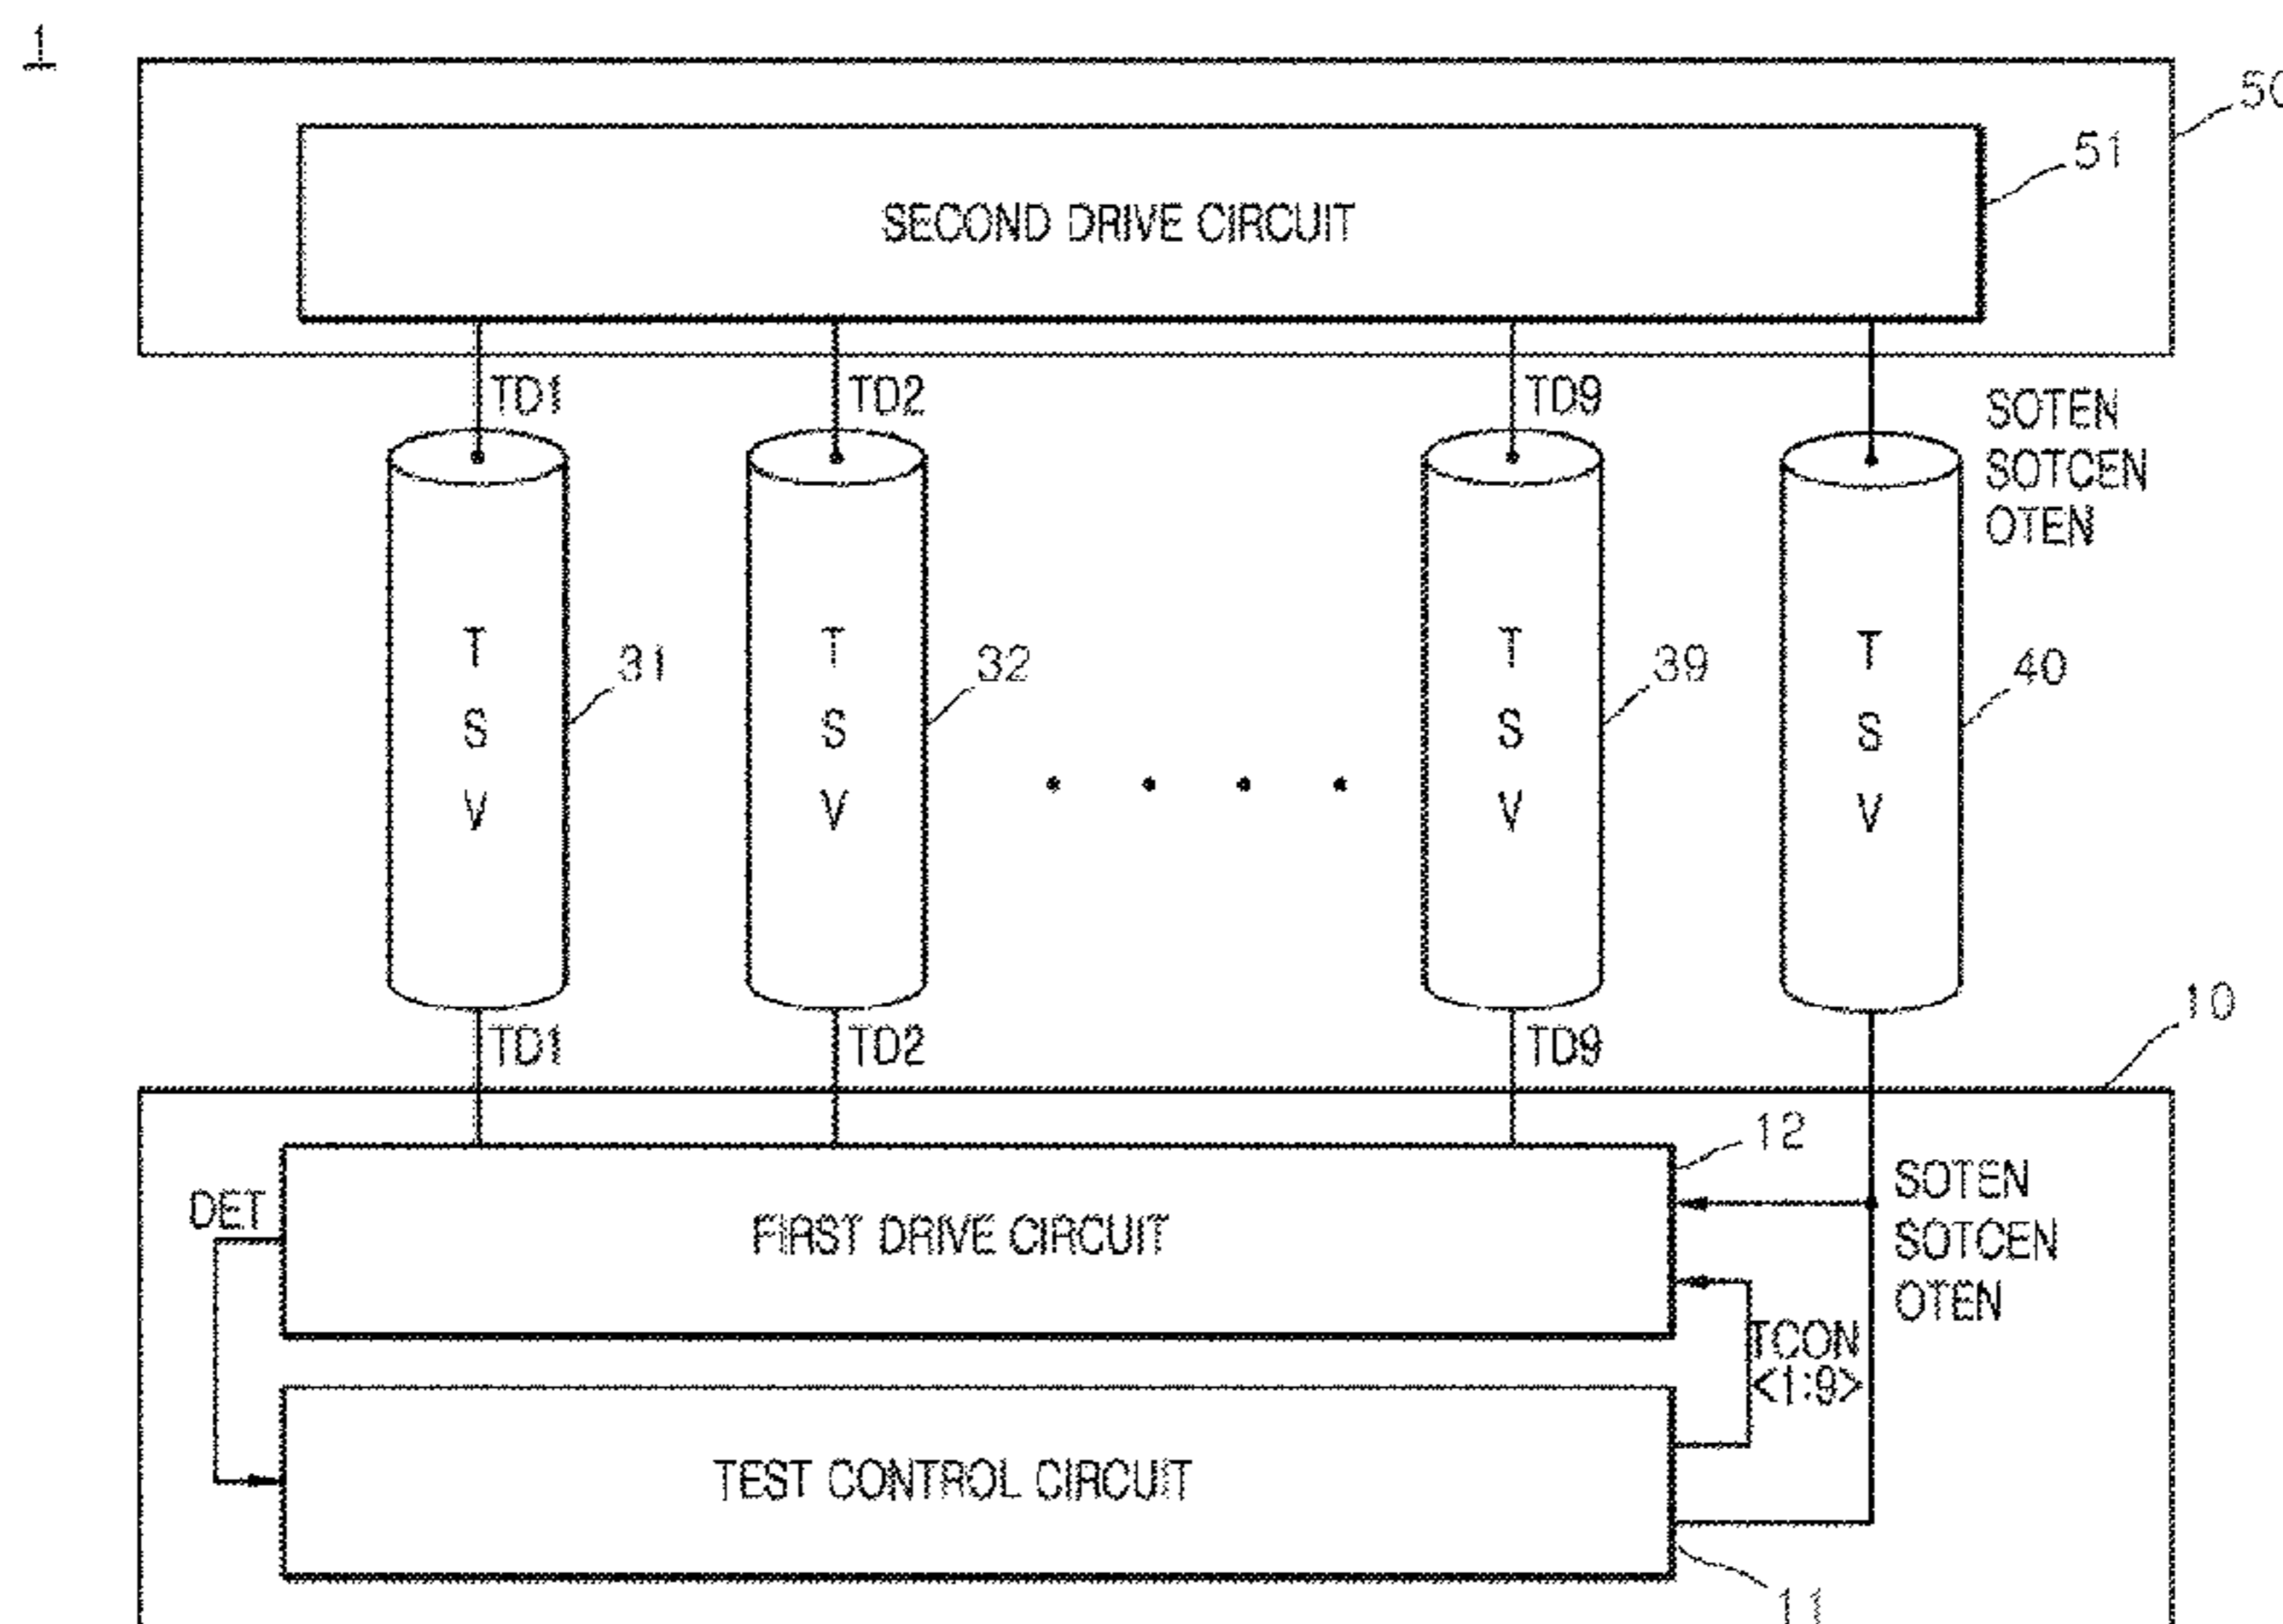 1
50
SECOND DRIVE CIRCUIT
51
TD1
TD2
TD9
SOTEN
SOTCEN
OTEN
T
S
V
31
T
S
V
32
T
S
V
39
T
S
V
40
TD1
TD2
TD9
10
DET
FIRST DRIVE CIRCUIT
12
SOTEN
SOTCEN
OTEN
TCON
<1:9>
TEST CONTROL CIRCUIT
11